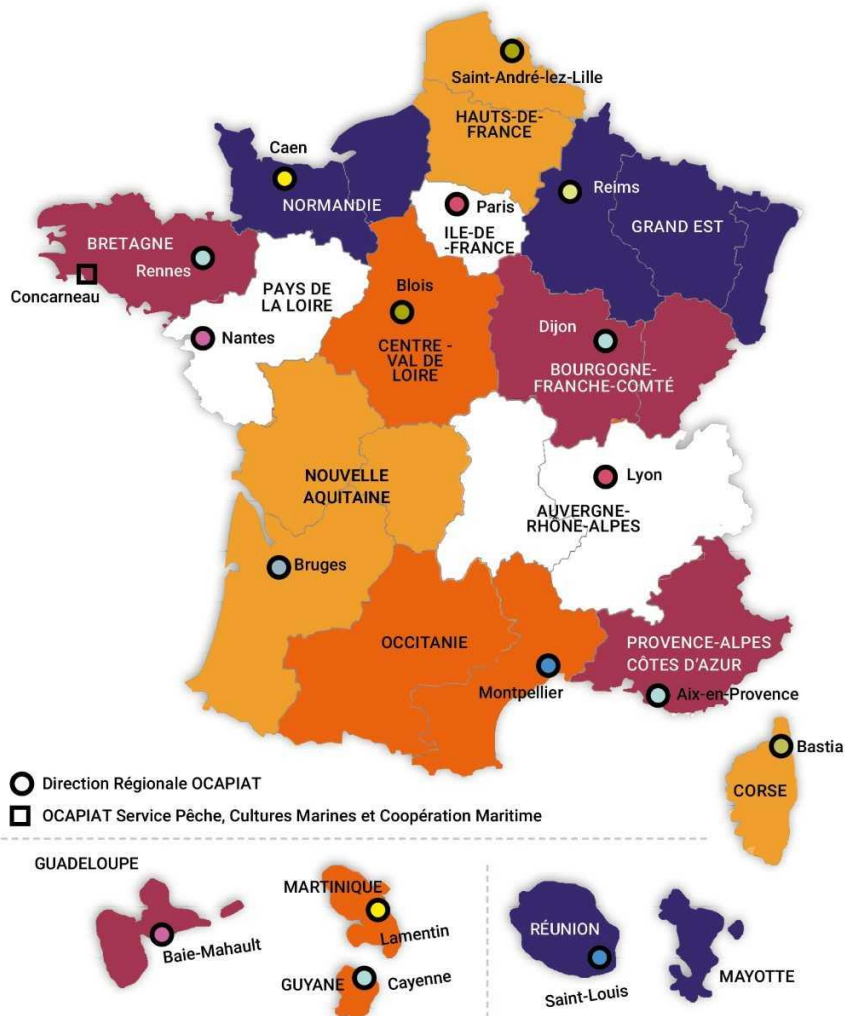 Saint-André-lez-Lille
HAUTS-DE-
FRANCE
Caen
NORMANDIE
Paris
ILE-DE
-FRANCE
Reims
GRAND EST
BRETAGNE
Rennes
Concarneau
PAYS DE
LA LOIRE
Nantes
Blois
CENTRE -
VAL DE
LOIRE
Dijon
BOURGOGNE-
FRANCHE-COMTÉ
NOUVELLE
AQUITAINE
Bruges
Lyon
AUVERGNE-
RHÔNE-ALPES
OCCITANIE
Montpellier
PROVENCE-ALPES
CÔTES D'AZUR
Aix-en-Provence
Bastia
CORSE
Direction Régionale OCAPIAT
OCAPIAT Service Pêche, Cultures Marines et Coopération Maritime
GUADELOUPE
Baie-Mahault
MARTINIQUE
Lamentin
GUYANE
Cayenne
RÉUNION
Saint-Louis
MAYOTTE